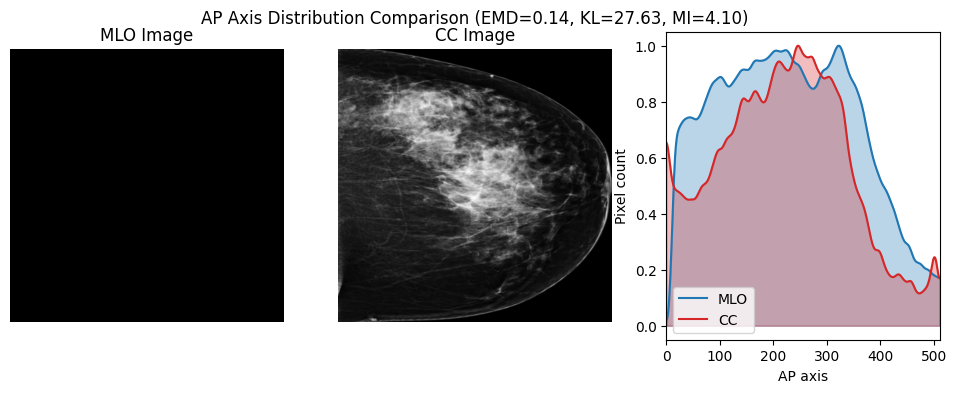 AP Axis Distribution Comparison (EMD=0.14, KL=27.63, MI=4.10)
MLO Image
CC Image
1.0
0.8
0.6
0.4
0.2
0.0
Pixel count
MLO
CC
0 100 200 300 400 500
AP axis